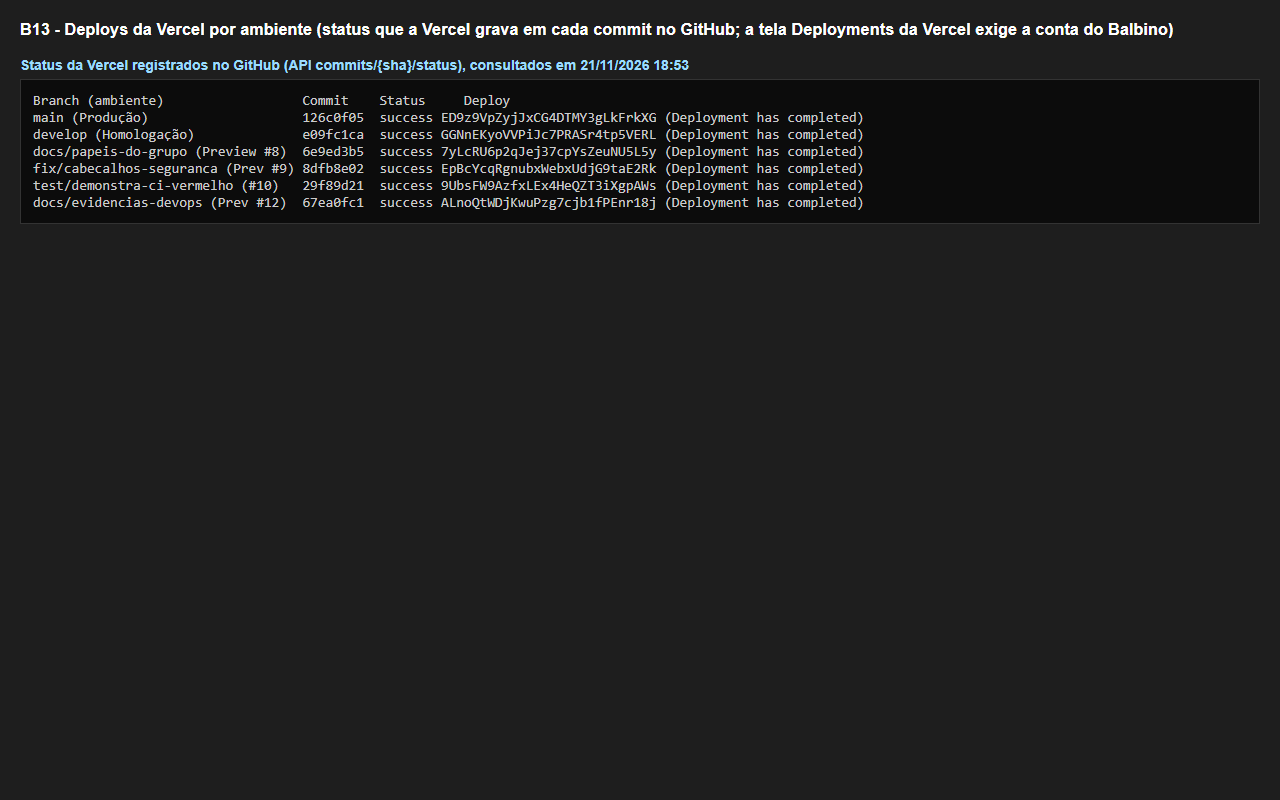 B13 - Deploys da Vercel por ambiente (status que a Vercel grava em cada commit no GitHub; a tela Deployments da Vercel exige a conta do Balbino)
Status da Vercel registrados no GitHub (API commits/{sha}/status), consultados em 21/11/2026 18:53
Branch (ambiente) Commit Status Deploy
main (Produção) 126c0f05 success ED9z9VpZyjJxCG4DTMY3gLkFrkXG (Deployment has completed)
develop (Homologação) e09fc1ca success GGNnEKyoVVPiJc7PRASr4tp5VERL (Deployment has completed)
docs/papeis-do-grupo (Preview #8) 6e9ed3b5 success 7yLcRU6p2qJej37cpYsZeuNU5L5y (Deployment has completed)
fix/cabecalhos-seguranca (Prev #9) 8dfb8e02 success EpBcYcqRgnubxWebxUdjG9taE2Rk (Deployment has completed)
test/demonstra-ci-vermelho (#10) 29f89d21 success 9UbsFW9AzfxLEx4HeQZT3iXgpAWs (Deployment has completed)
docs/evidencias-devops (Prev #12) 67ea0fc1 success ALnoQtWDjKwuPzg7cjb1fPEnr18j (Deployment has completed)